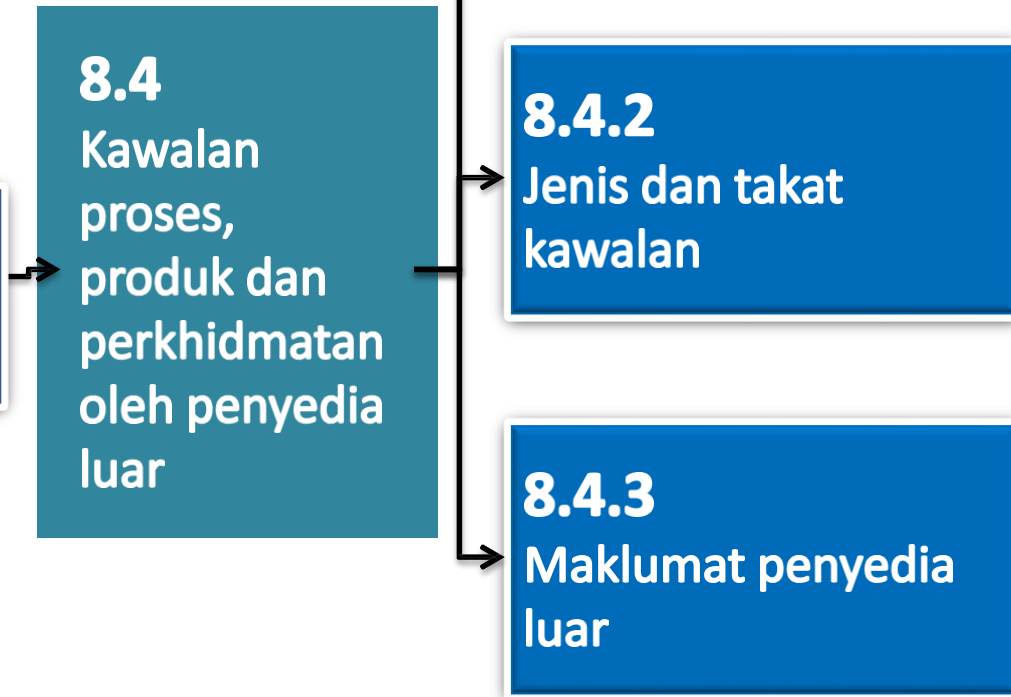 8.4
Kawalan
proses,
produk dan
perkhidmatan
oleh penyedia
luar
8.4.2
Jenis dan takat
kawalan
8.4.3
Maklumat penyedia
luar